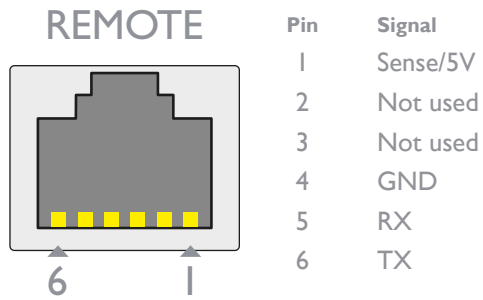 REMOTE
6 1
Pin Signal
1 Sense/5V
2 Not used
3 Not used
4 GND
5 RX
6 TX